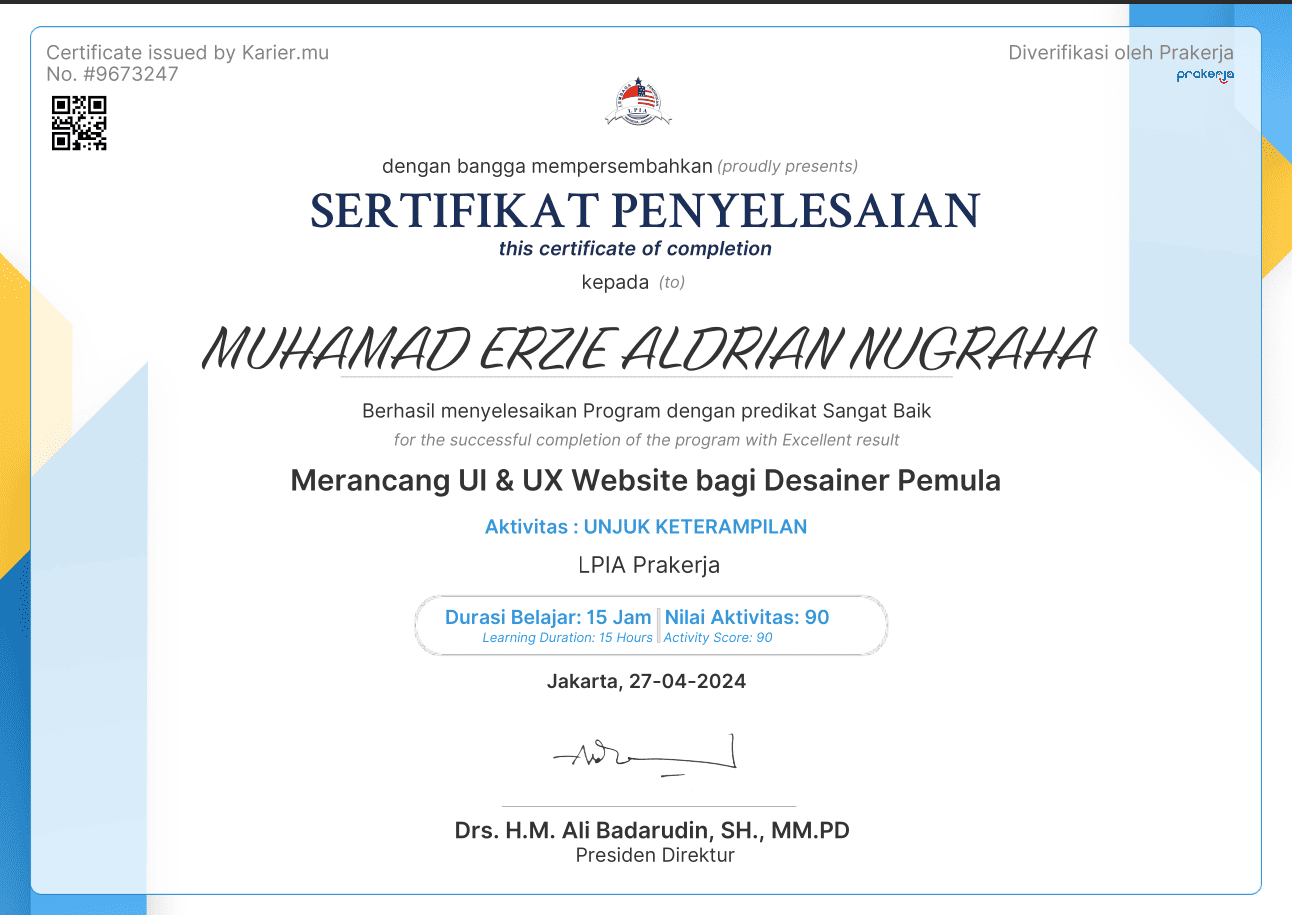 Certificate issued by Karier.mu
No. #9673247
Diverifikasi oleh Prakerja
prakerja
LPIA
dengan bangga mempersembahkan (proudly presents)
SERTIFIKAT PENYELESAIAN
this certificate of completion
kepada (to)
MUHAMAD ERZIE ALDRIAN NUGRAHA
Berhasil menyelesaikan Program dengan predikat Sangat Baik
for the successful completion of the program with Excellent result
Merancang UI & UX Website bagi Desainer Pemula
Aktivitas : UNJUK KETERAMPILAN
LPIA Prakerja
Durasi Belajar: 15 Jam Nilai Aktivitas: 90
Learning Duration: 15 Hours Activity Score: 90
Jakarta, 27-04-2024
Drs. H.M. Ali Badarudin, SH., MM.PD
Presiden Direktur